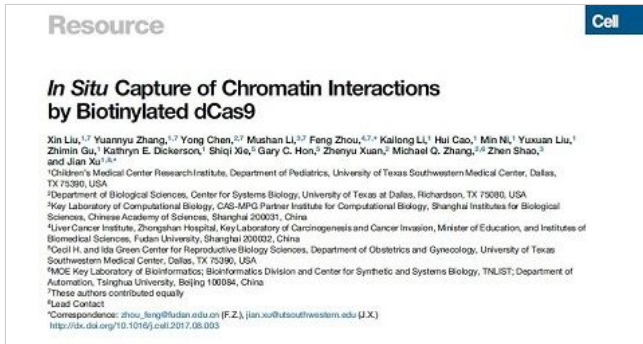 Resource
Cell
In Situ Capture of Chromatin Interactions
by Biotinylated dCas9
Xin Liu,1,7 Yuannyu Zhang,1,7 Yong Chen,2,7 Mushan Li,3,7 Feng Zhou,4,7,* Kailong Li,1 Hui Cao,1 Min Ni,1 Yuxuan Liu,1
Zhimin Gu,1 Kathryn E. Dickerson,1 Shiqi Xie,5 Gary C. Hon,5 Zhenyu Xuan,2 Michael Q. Zhang,2,6 Zhen Shao,3
and Jian Xu1,8,*
1Children's Medical Center Research Institute, Department of Pediatrics, University of Texas Southwestern Medical Center, Dallas,
TX 75390, USA
2Department of Biological Sciences, Center for Systems Biology, University of Texas at Dallas, Richardson, TX 75080, USA
3Key Laboratory of Computational Biology, CAS-MPG Partner Institute for Computational Biology, Shanghai Institutes for Biological
Sciences, Chinese Academy of Sciences, Shanghai 200031, China
4Liver Cancer Institute, Zhongshan Hospital, Key Laboratory of Carcinogenesis and Cancer Invasion, Minister of Education, and Institutes of
Biomedical Sciences, Fudan University, Shanghai 200032, China
5Cecil H. and Ida Green Center for Reproductive Biology Sciences, Department of Obstetrics and Gynecology, University of Texas
Southwestern Medical Center, Dallas, TX 75390, USA
6MOE Key Laboratory of Bioinformatics; Bioinformatics Division and Center for Synthetic and Systems Biology, TNLIST; Department of
Automation, Tsinghua University, Beijing 100084, China
7These authors contributed equally
8Lead Contact
*Correspondence: zhou_feng@fudan.edu.cn (F.Z.), jian.xu@utsouthwestern.edu (J.X.)
http://dx.doi.org/10.1016/j.cell.2017.08.003